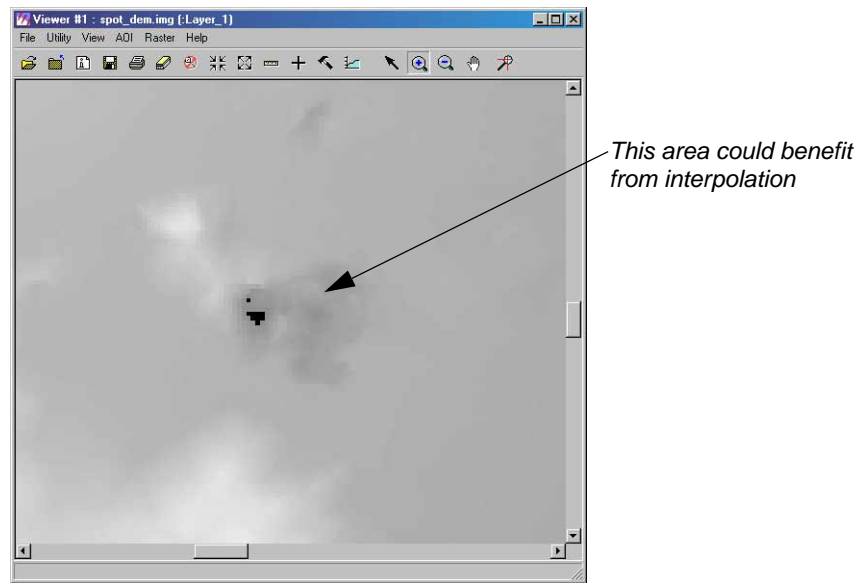 Viewer #1 : spot_dem.img (:Layer_1)
File Utility View AOI Raster Help
This area could benefit
from interpolation